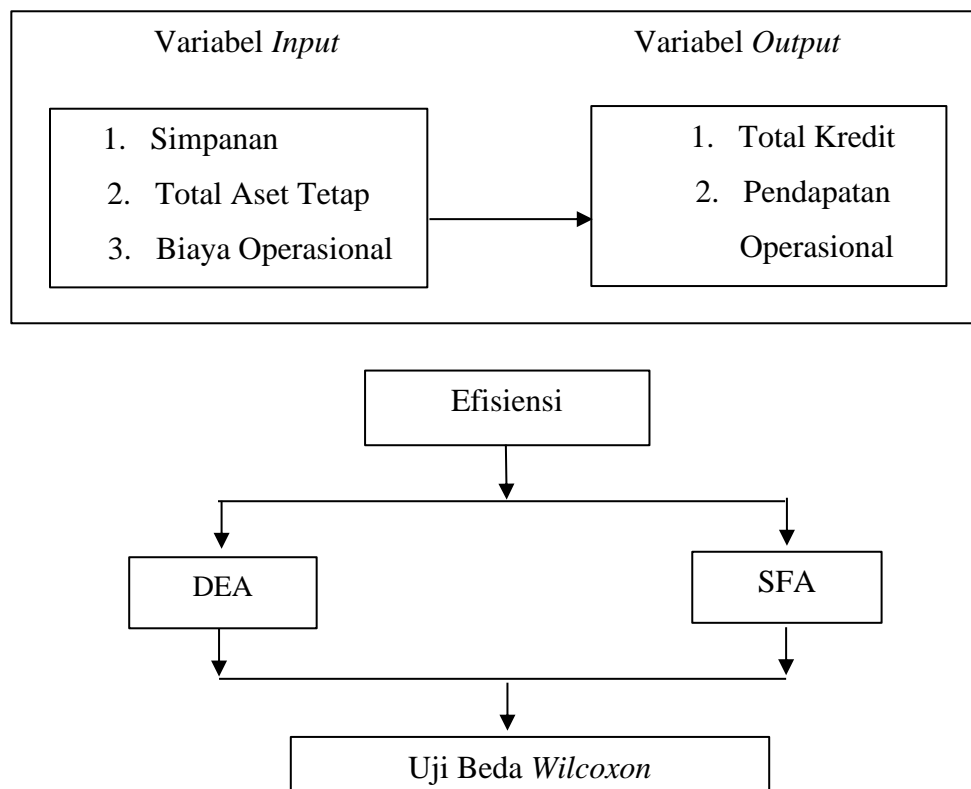 Variabel Input
Variabel Output
1. Simpanan
2. Total Aset Tetap
3. Biaya Operasional
1. Total Kredit
2. Pendapatan
Operasional
Efisiensi
DEA
SFA
Uji Beda Wilcoxon